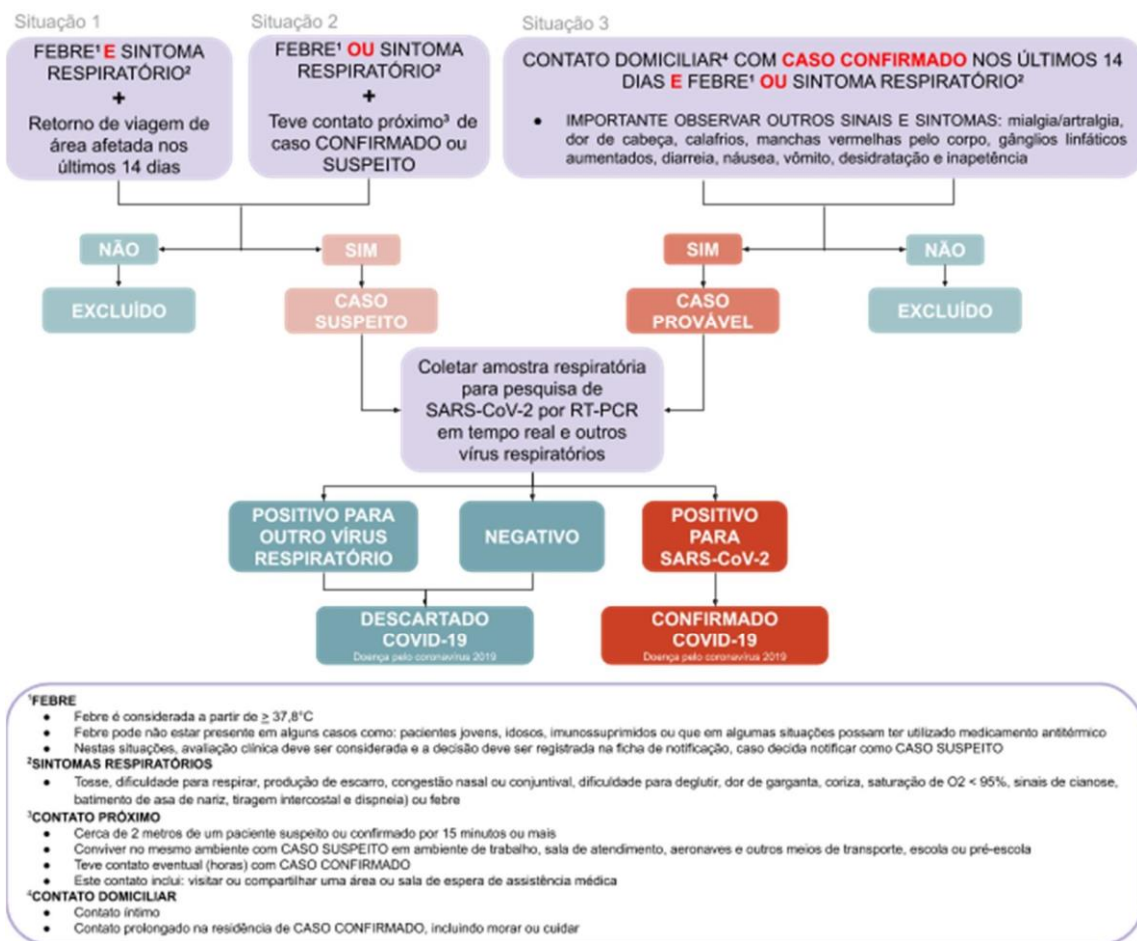 Situação 1
FEBRE¹ E SINTOMA
RESPIRATÓRIO²
+
Retorno de viagem de
área afetada nos
últimos 14 dias
Situação 2
FEBRE¹ OU SINTOMA
RESPIRATÓRIO²
+
Teve contato próximo³ de
caso CONFIRMADO ou
SUSPEITO
Situação 3
CONTATO DOMICILIAR⁴ COM CASO CONFIRMADO NOS ÚLTIMOS 14
DIAS E FEBRE¹ OU SINTOMA RESPIRATÓRIO²
● IMPORTANTE OBSERVAR OUTROS SINAIS E SINTOMAS: mialgia/artralgia,
dor de cabeça, calafrios, manchas vermelhas pelo corpo, gânglios linfáticos
aumentados, diarreia, náusea, vômito, desidratação e inapetência
NÃO
SIM
SIM
NÃO
EXCLUÍDO
CASO
SUSPEITO
CASO
PROVÁVEL
EXCLUÍDO
Coletar amostra respiratória
para pesquisa de
SARS-CoV-2 por RT-PCR
em tempo real e outros
vírus respiratórios
POSITIVO PARA
OUTRO VÍRUS
RESPIRATÓRIO
NEGATIVO
POSITIVO
PARA
SARS-CoV-2
DESCARTADO
COVID-19
Doença pelo coronavírus 2019
CONFIRMADO
COVID-19
Doença pelo coronavírus 2019
¹FEBRE
● Febre é considerada a partir de ≥ 37,8°C
● Febre pode não estar presente em alguns casos como: pacientes jovens, idosos, imunossuprimidos ou que em algumas situações possam ter utilizado medicamento antitérmico
● Nestas situações, avaliação clínica deve ser considerada e a decisão deve ser registrada na ficha de notificação, caso decida notificar como CASO SUSPEITO
²SINTOMAS RESPIRATÓRIOS
● Tosse, dificuldade para respirar, produção de escarro, congestão nasal ou conjuntival, dificuldade para deglutir, dor de garganta, coriza, saturação de O2 < 95%, sinais de cianose,
batimento de asa de nariz, tiragem intercostal e dispneia) ou febre
³CONTATO PRÓXIMO
● Cerca de 2 metros de um paciente suspeito ou confirmado por 15 minutos ou mais
● Conviver no mesmo ambiente com CASO SUSPEITO em ambiente de trabalho, sala de atendimento, aeronaves e outros meios de transporte, escola ou pré-escola
● Teve contato eventual (horas) com CASO CONFIRMADO
● Este contato inclui: visitar ou compartilhar uma área ou sala de espera de assistência médica
⁴CONTATO DOMICILIAR
● Contato íntimo
● Contato prolongado na residência de CASO CONFIRMADO, incluindo morar ou cuidar